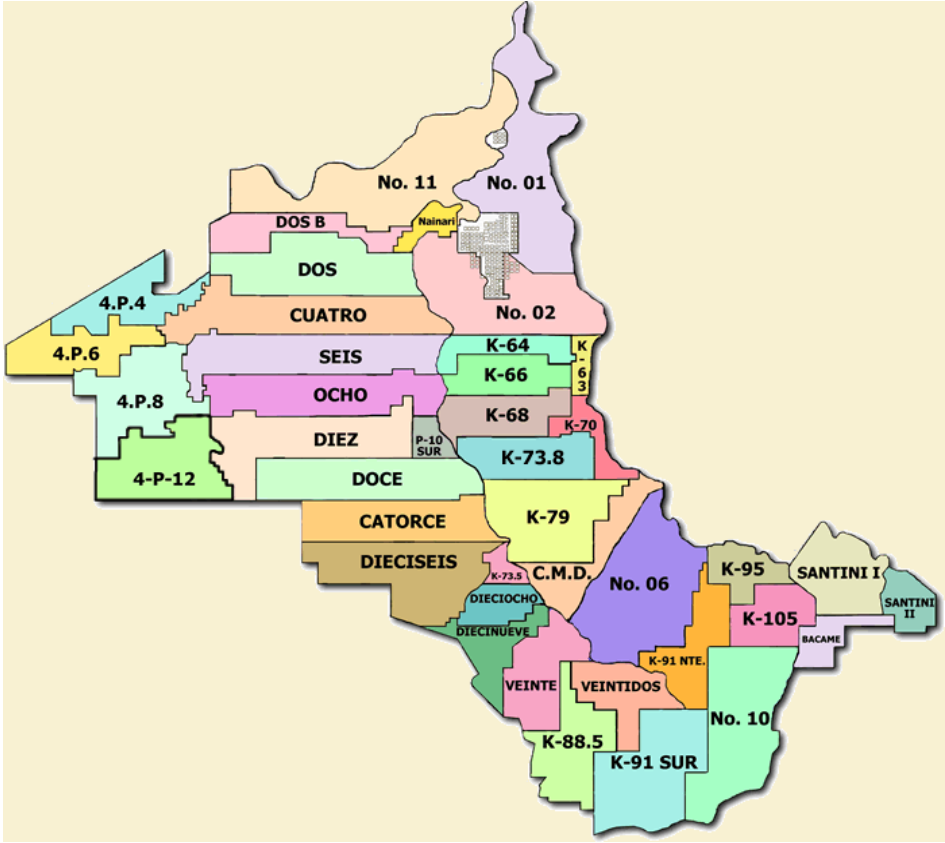 No. 11
No. 01
DOS B
Nainari
DOS
4.P.4
CUATRO
No. 02
4.P.6
SEIS
K-64
K
-
6
3
K-66
4.P.8
OCHO
K-68
K-70
DIEZ
P-10
SUR
K-73.8
4-P-12
DOCE
CATORCE
K-79
DIECISEIS
K-73.5
C.M.D.
No. 06
K-95
SANTINI I
DIECIOCHO
SANTINI
II
K-105
DIECINUEVE
BACAME
K-91 NTE.
VEINTE
VEINTIDOS
No. 10
K-88.5
K-91 SUR